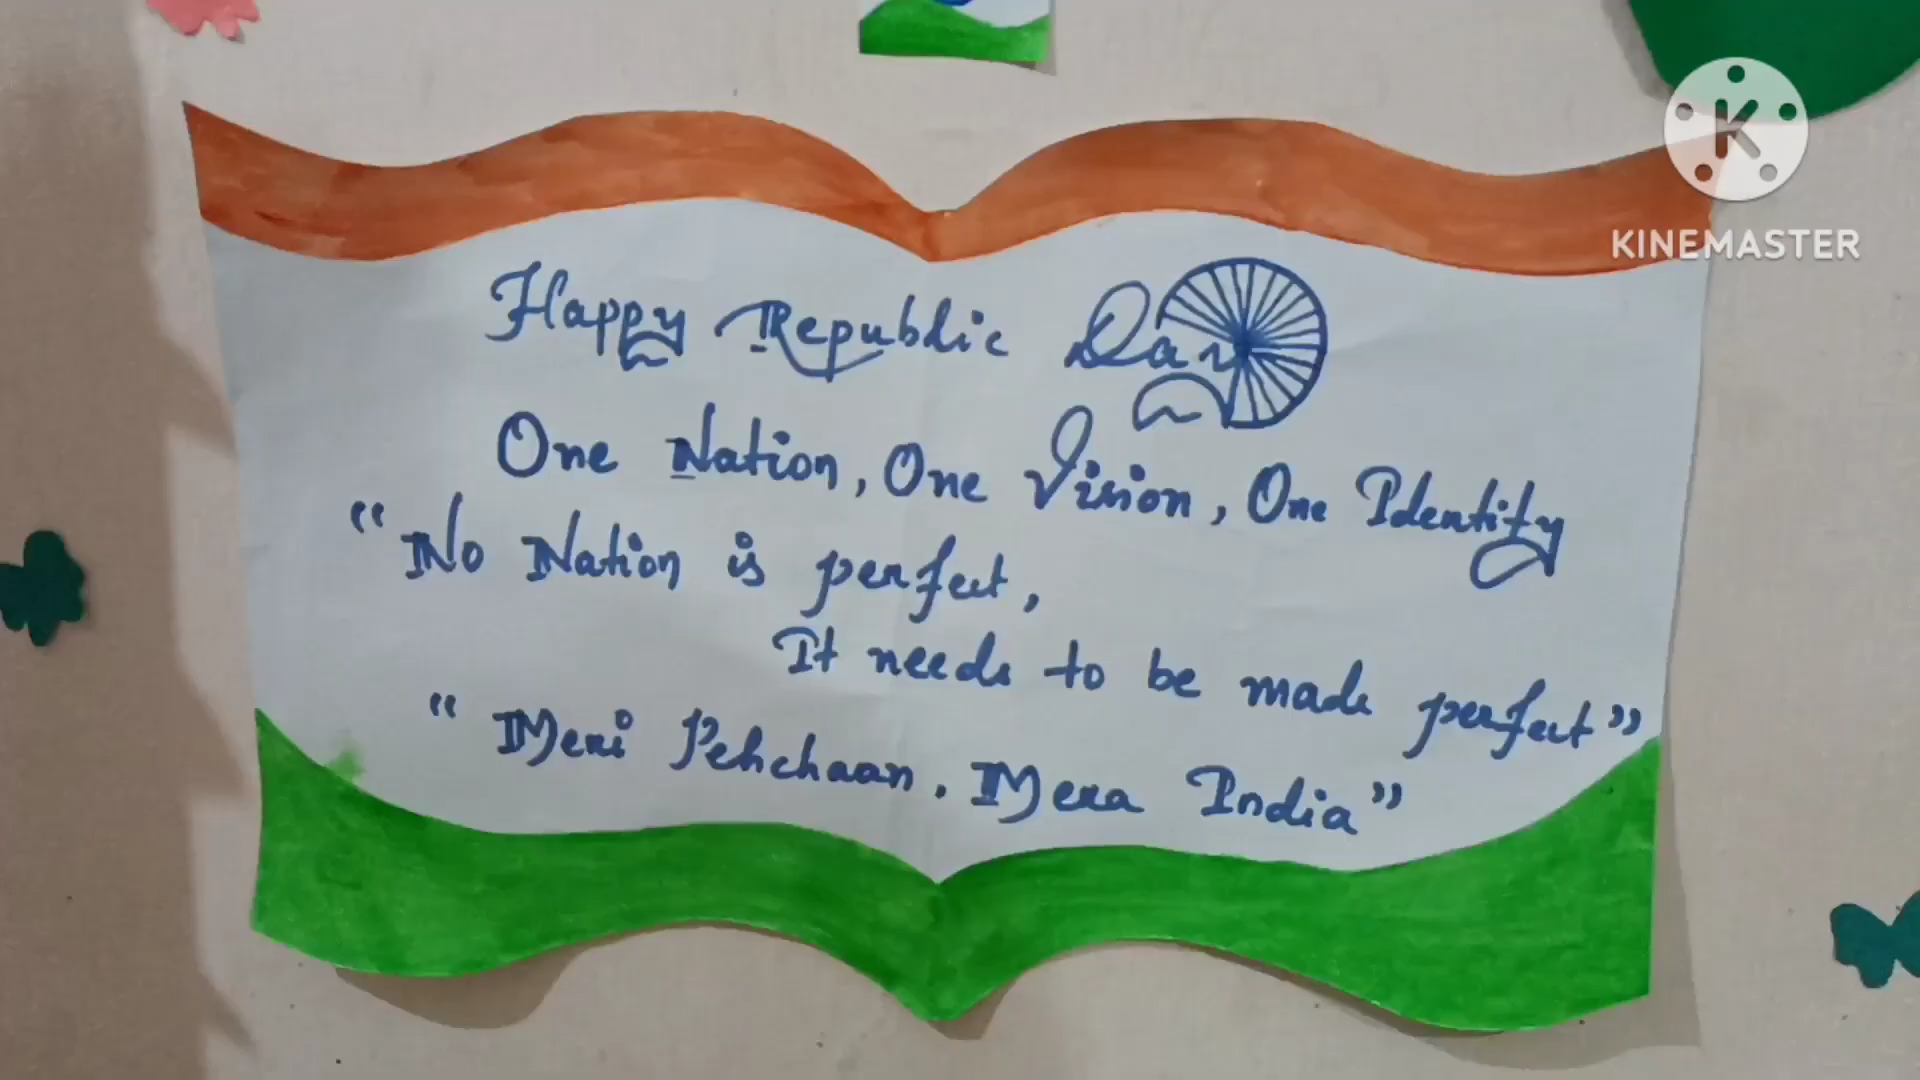 Happy Republic Day
One Nation, One Vision, One Identity
“No Nation is perfect,
It needs to be made perfect”
“Meri Pehchaan, Mera India”
K
KINEMASTER